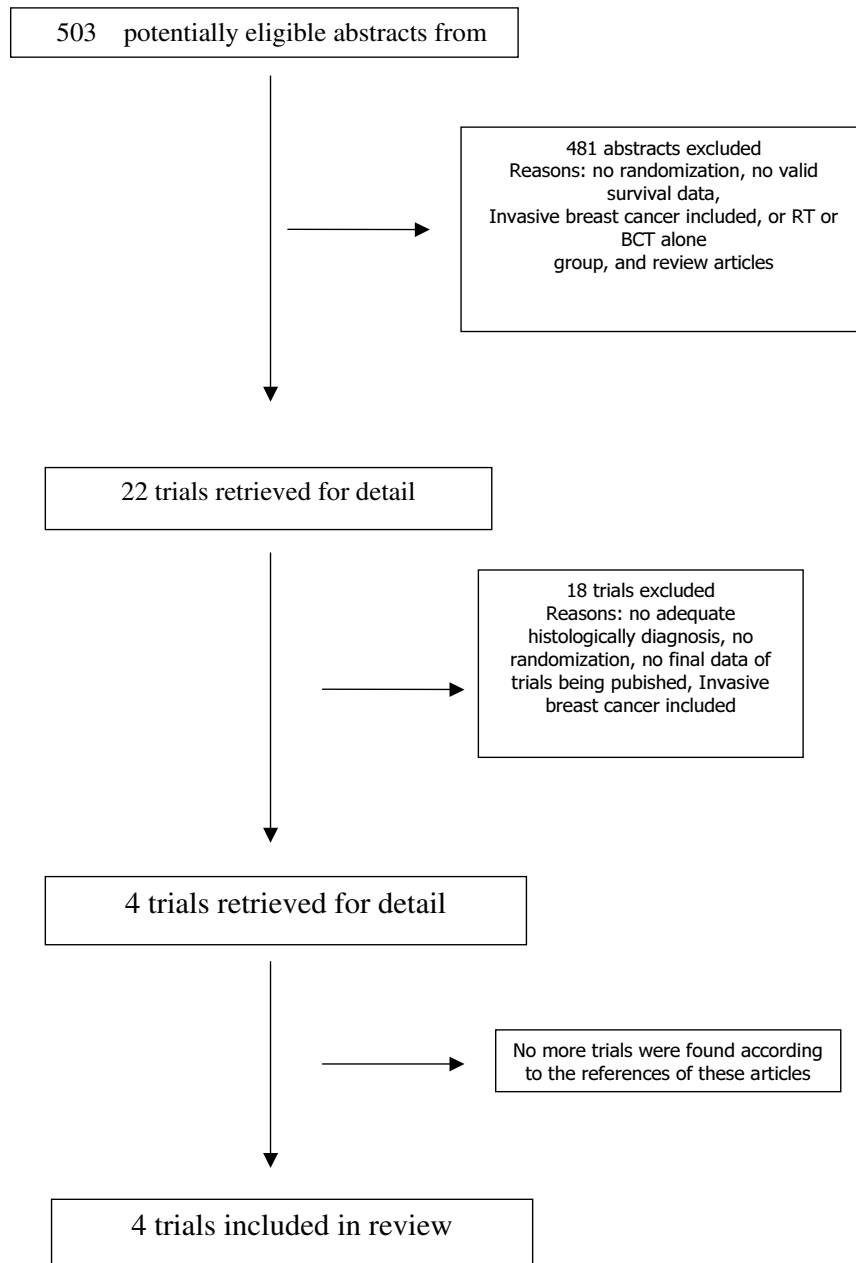 503 potentially eligible abstracts from
481 abstracts excluded
Reasons: no randomization, no valid
survival data,
Invasive breast cancer included, or RT or
BCT alone
group, and review articles
22 trials retrieved for detail
18 trials excluded
Reasons: no adequate
histologically diagnosis, no
randomization, no final data of
trials being pubished, Invasive
breast cancer included
4 trials retrieved for detail
No more trials were found according
to the references of these articles
4 trials included in review